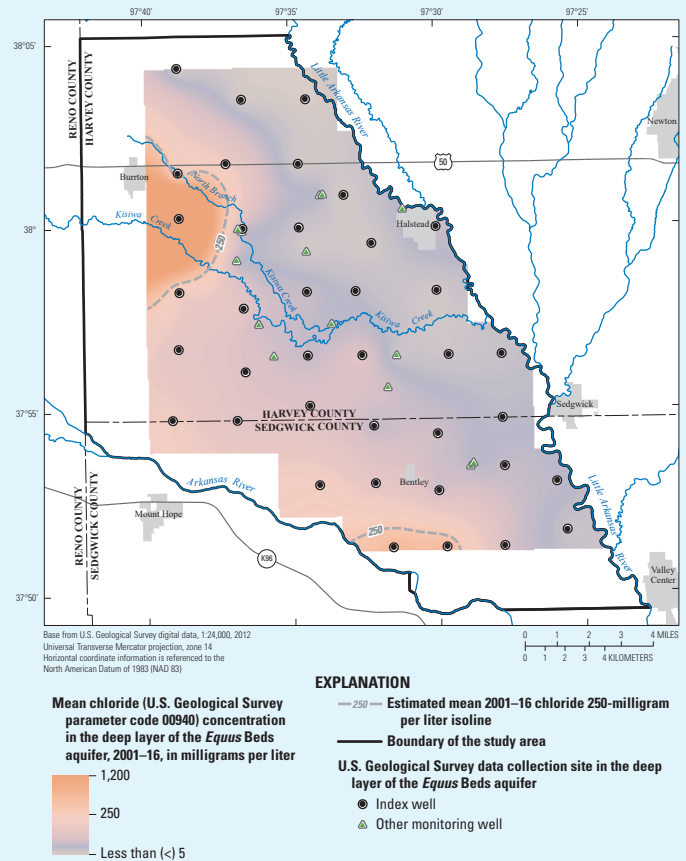 97°40'
97°35'
97°30'
97°25'
38°05'
38°
37°55'
37°50'
RENO COUNTY
HARVEY COUNTY
Little Arkansas River
Newton
50
Burrton
North Branch
Kisiwa Creek
250
Halstead
Kisiwa Creek
Kisiwa Creek
HARVEY COUNTY
SEDGWICK COUNTY
Sedgwick
RENO COUNTY
SEDGWICK COUNTY
Arkansas River
Mount Hope
Bentley
Little Arkansas River
250
K96
Valley
Center
Base from U.S. Geological Survey digital data, 1:24,000, 2012
Universal Transverse Mercator projection, zone 14
Horizontal coordinate information is referenced to the
North American Datum of 1983 (NAD 83)
0 1 2 3 4 MILES
0 1 2 3 4 KILOMETERS
EXPLANATION
Mean chloride (U.S. Geological Survey
parameter code 00940) concentration
in the deep layer of the Equus Beds
aquifer, 2001–16, in milligrams per liter
1,200
250
Less than (<) 5
250 Estimated mean 2001–16 chloride 250-milligram
per liter isoline
Boundary of the study area
U.S. Geological Survey data collection site in the deep
layer of the Equus Beds aquifer
Index well
Other monitoring well